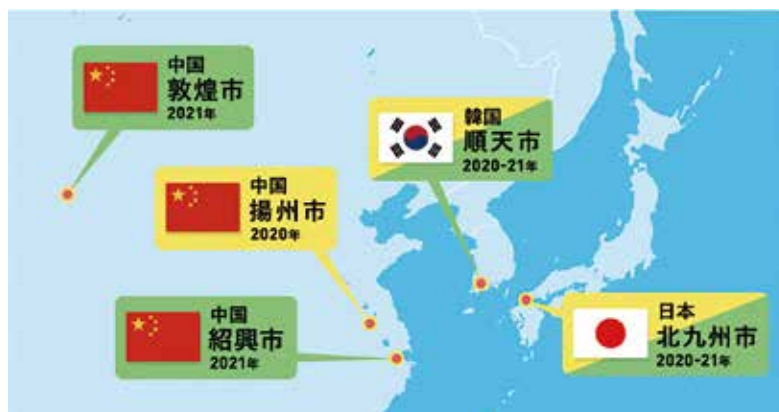 中国
敦煌市
2021年
韓国
順天市
2020-21年
中国
揚州市
2020年
中国
紹興市
2021年
日本
北九州市
2020-21年